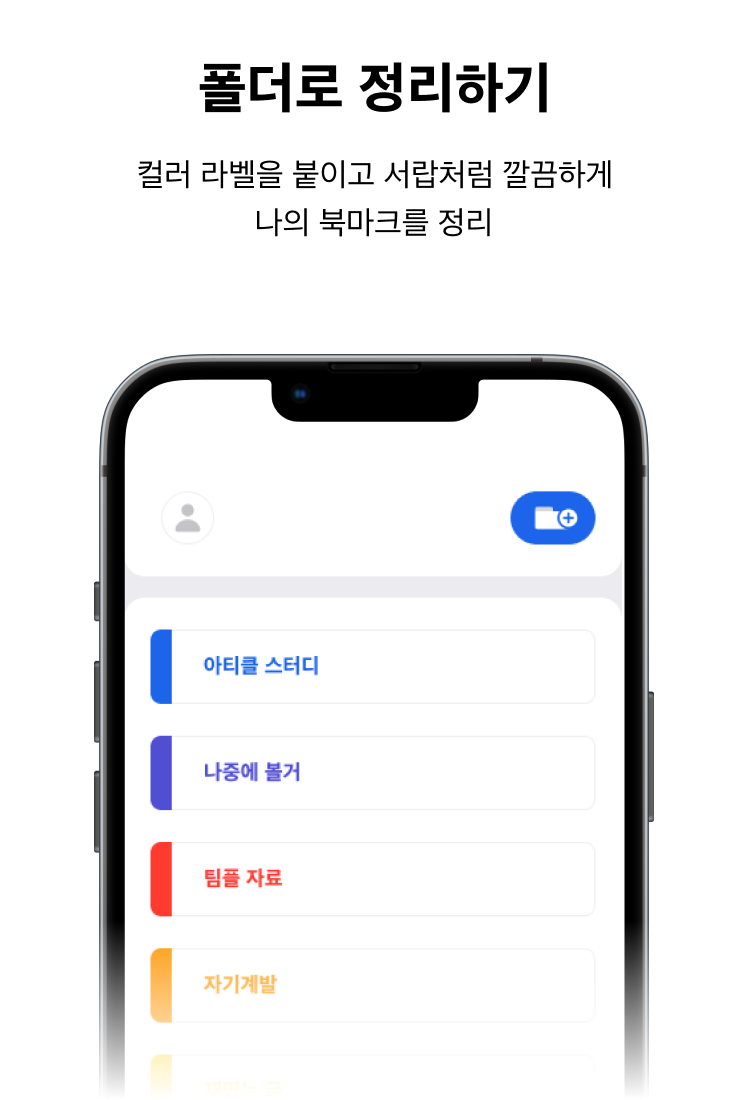 폴더로 정리하기
컬러 라벨을 붙이고 서랍처럼 깔끔하게
나의 북마크를 정리
아티클 스터디
나중에 볼거
팀플 자료
자기계발